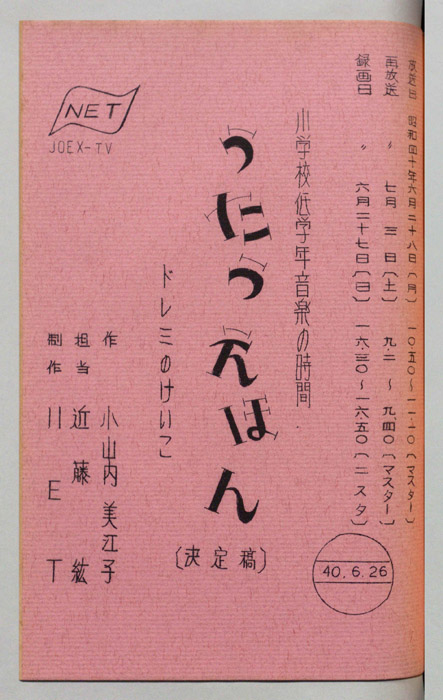 放送日 昭和四十年六月二十八日(月) 一〇.五〇~一一.一〇(マスター)
再放送 〃 七月三日(土) 九.二〇~九.四〇(マスター)
録画日 〃 六月二十七日(日) 一六.三〇~一六.五〇(二スタ)
小学校低学年音楽の時間
うたうえほん
ドレミのけいこ
〔決定稿〕
作 小山内美江子
担当 近藤紘
制作 NET
NET
JOEX-TV
40.6.26